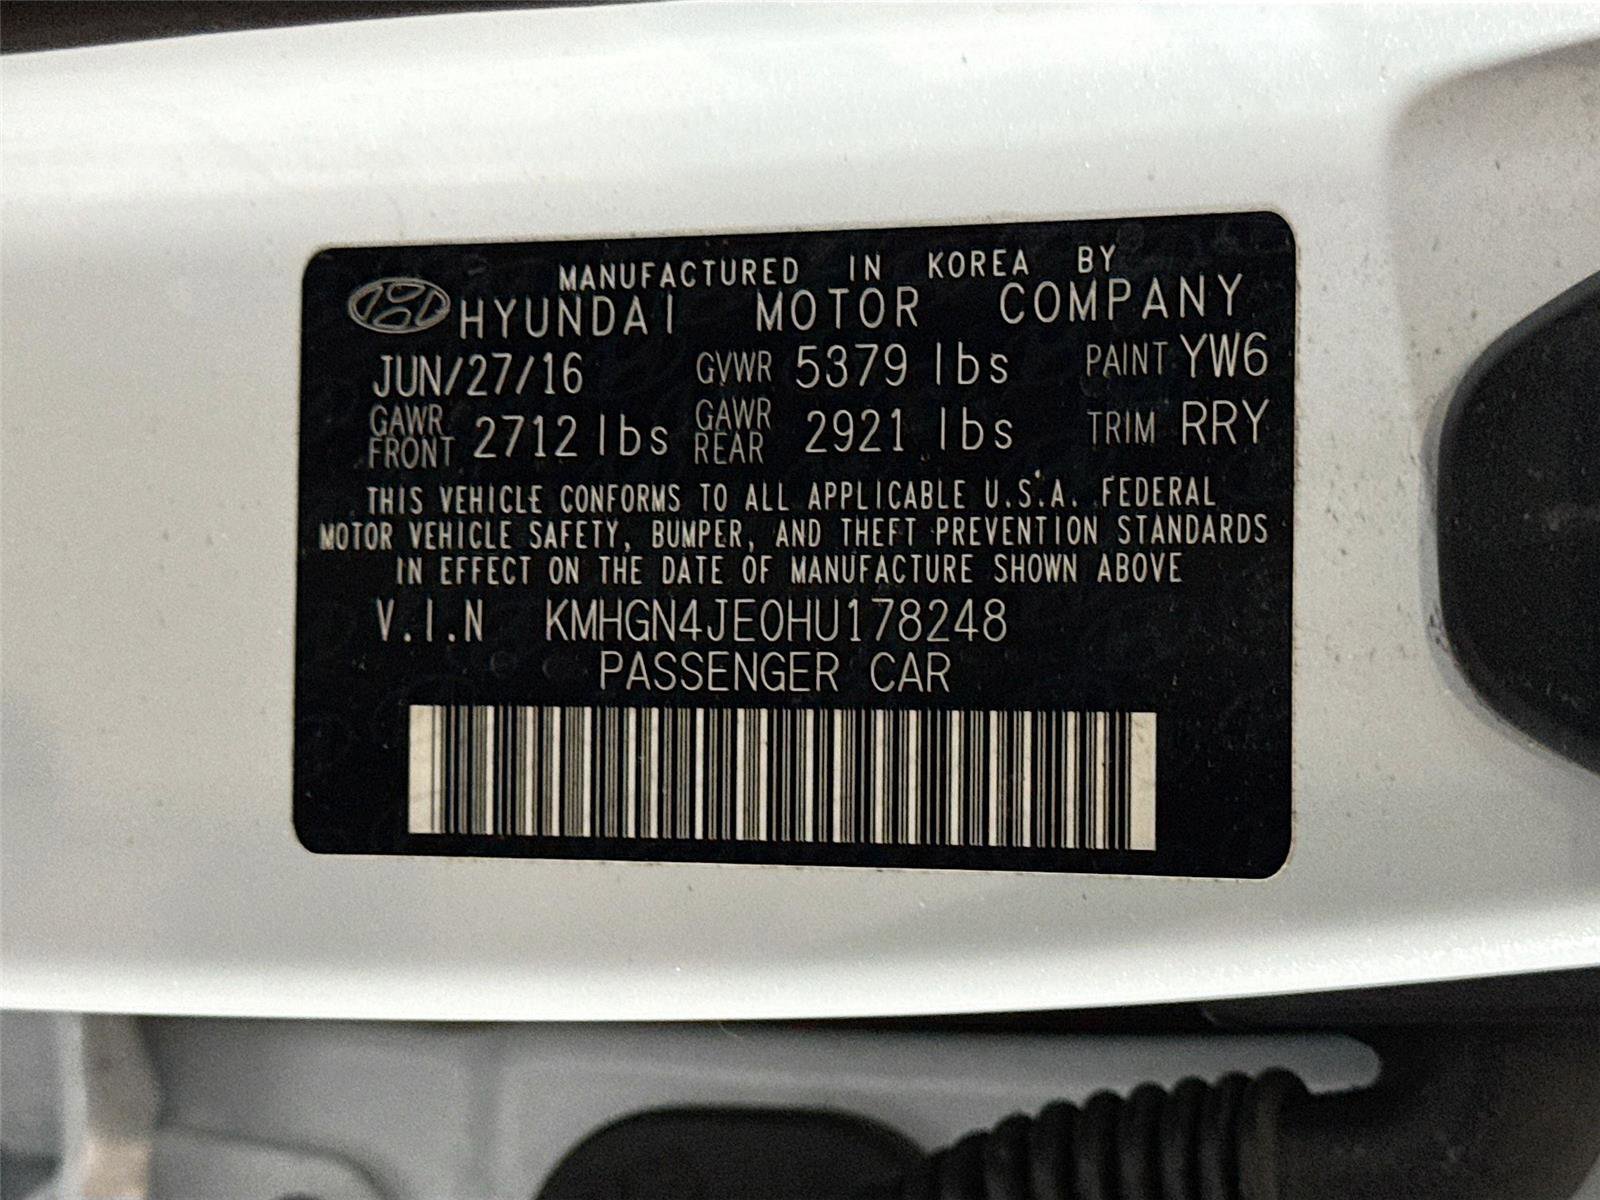 MANUFACTURED IN KOREA BY
HYUNDAI MOTOR COMPANY
JUN/27/16 GVWR 5379 lbs PAINT YW6
GAWR FRONT 2712 lbs GAWR REAR 2921 lbs TRIM RRY
THIS VEHICLE CONFORMS TO ALL APPLICABLE U.S.A. FEDERAL
MOTOR VEHICLE SAFETY, BUMPER, AND THEFT PREVENTION STANDARDS
IN EFFECT ON THE DATE OF MANUFACTURE SHOWN ABOVE
V.I.N KMHGN4JE0HU178248
PASSENGER CAR